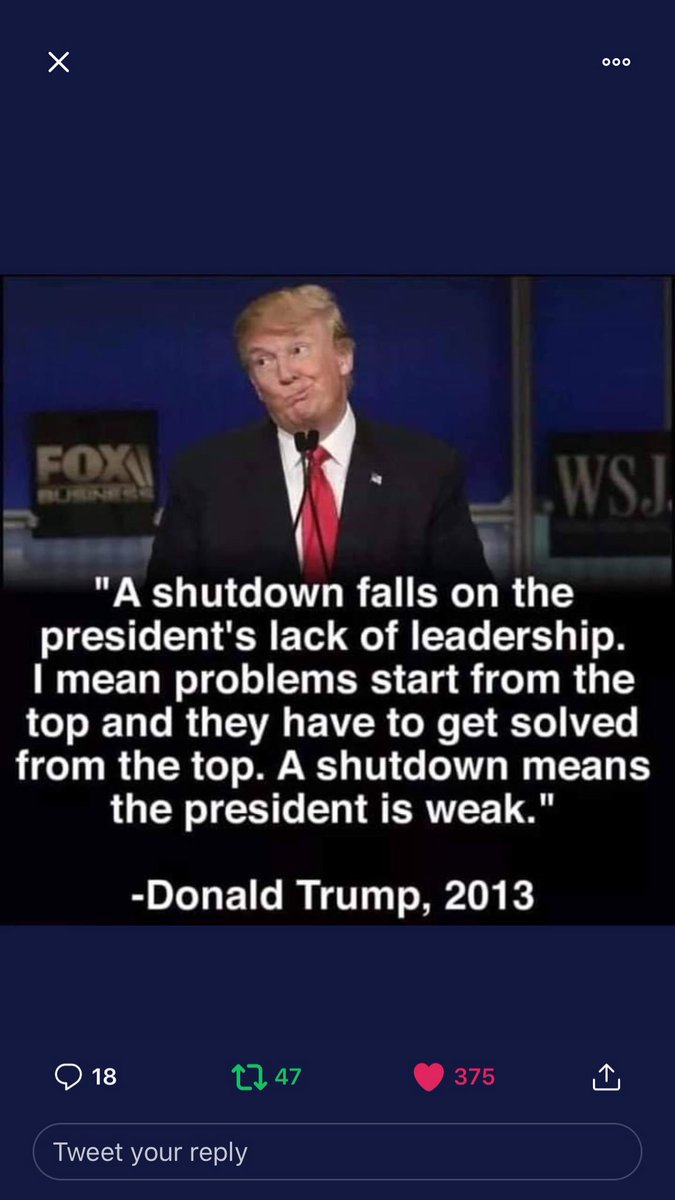 FOX
BUSINESS
WSJ.
"A shutdown falls on the
president's lack of leadership.
I mean problems start from the
top and they have to get solved
from the top. A shutdown means
the president is weak."
-Donald Trump, 2013
18
47
375
Tweet your reply